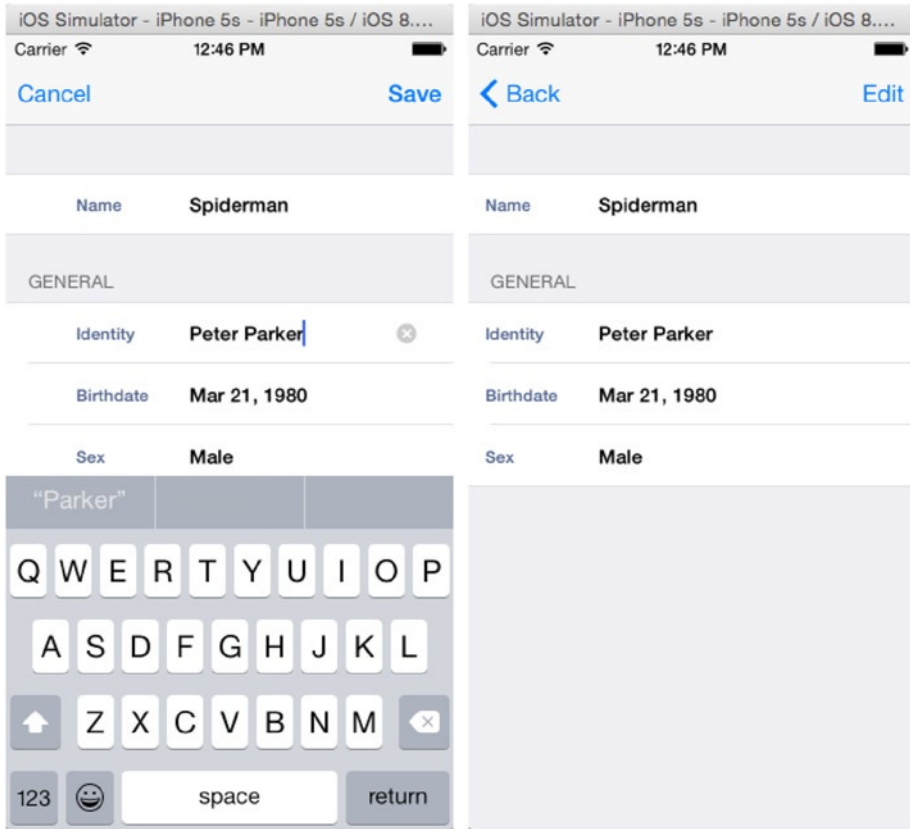 iOS Simulator - iPhone 5s - iPhone 5s / iOS 8....
Carrier 12:46 PM
Cancel Save
Name Spiderman
GENERAL
Identity Peter Parker
Birthdate Mar 21, 1980
Sex Male
“Parker”
Q W E R T Y U I O P
A S D F G H J K L
Z X C V B N M
123 space return
iOS Simulator - iPhone 5s - iPhone 5s / iOS 8....
Carrier 12:46 PM
Back Edit
Name Spiderman
GENERAL
Identity Peter Parker
Birthdate Mar 21, 1980
Sex Male